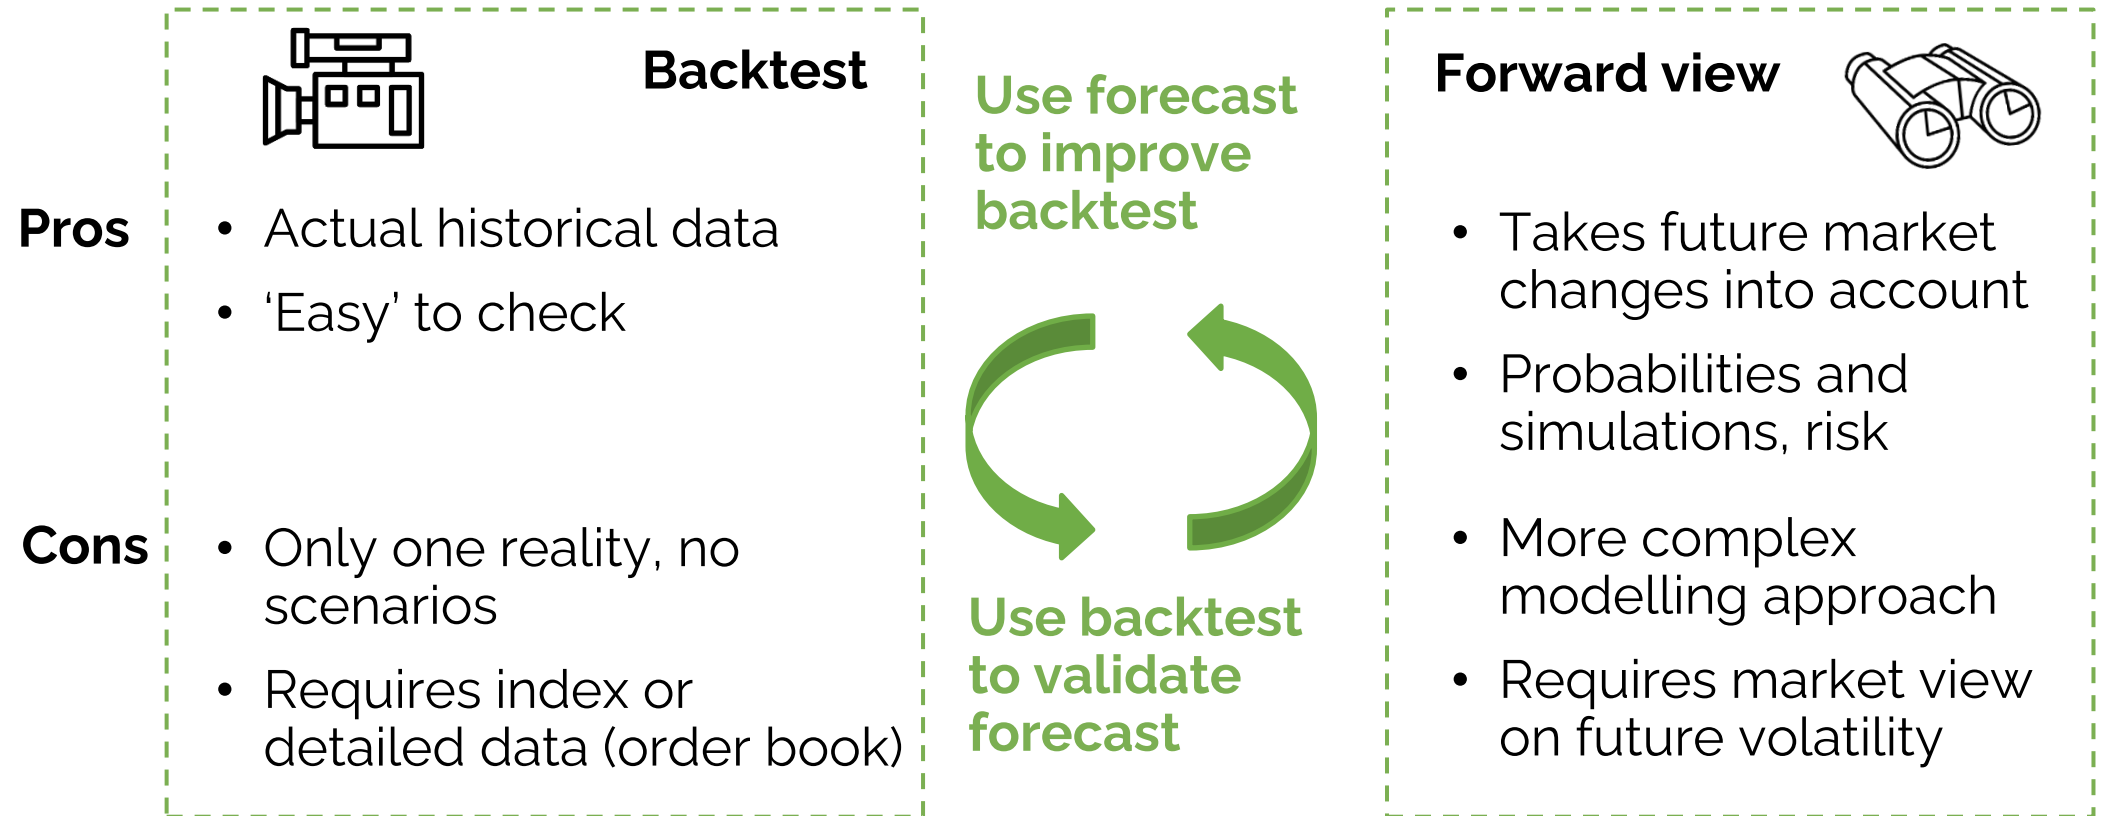 Backtest
Pros
• Actual historical data
• ‘Easy’ to check
Cons
• Only one reality, no
scenarios
• Requires index or
detailed data (order book)
Use forecast
to improve
backtest
Use backtest
to validate
forecast
Forward view
• Takes future market
changes into account
• Probabilities and
simulations, risk
• More complex
modelling approach
• Requires market view
on future volatility